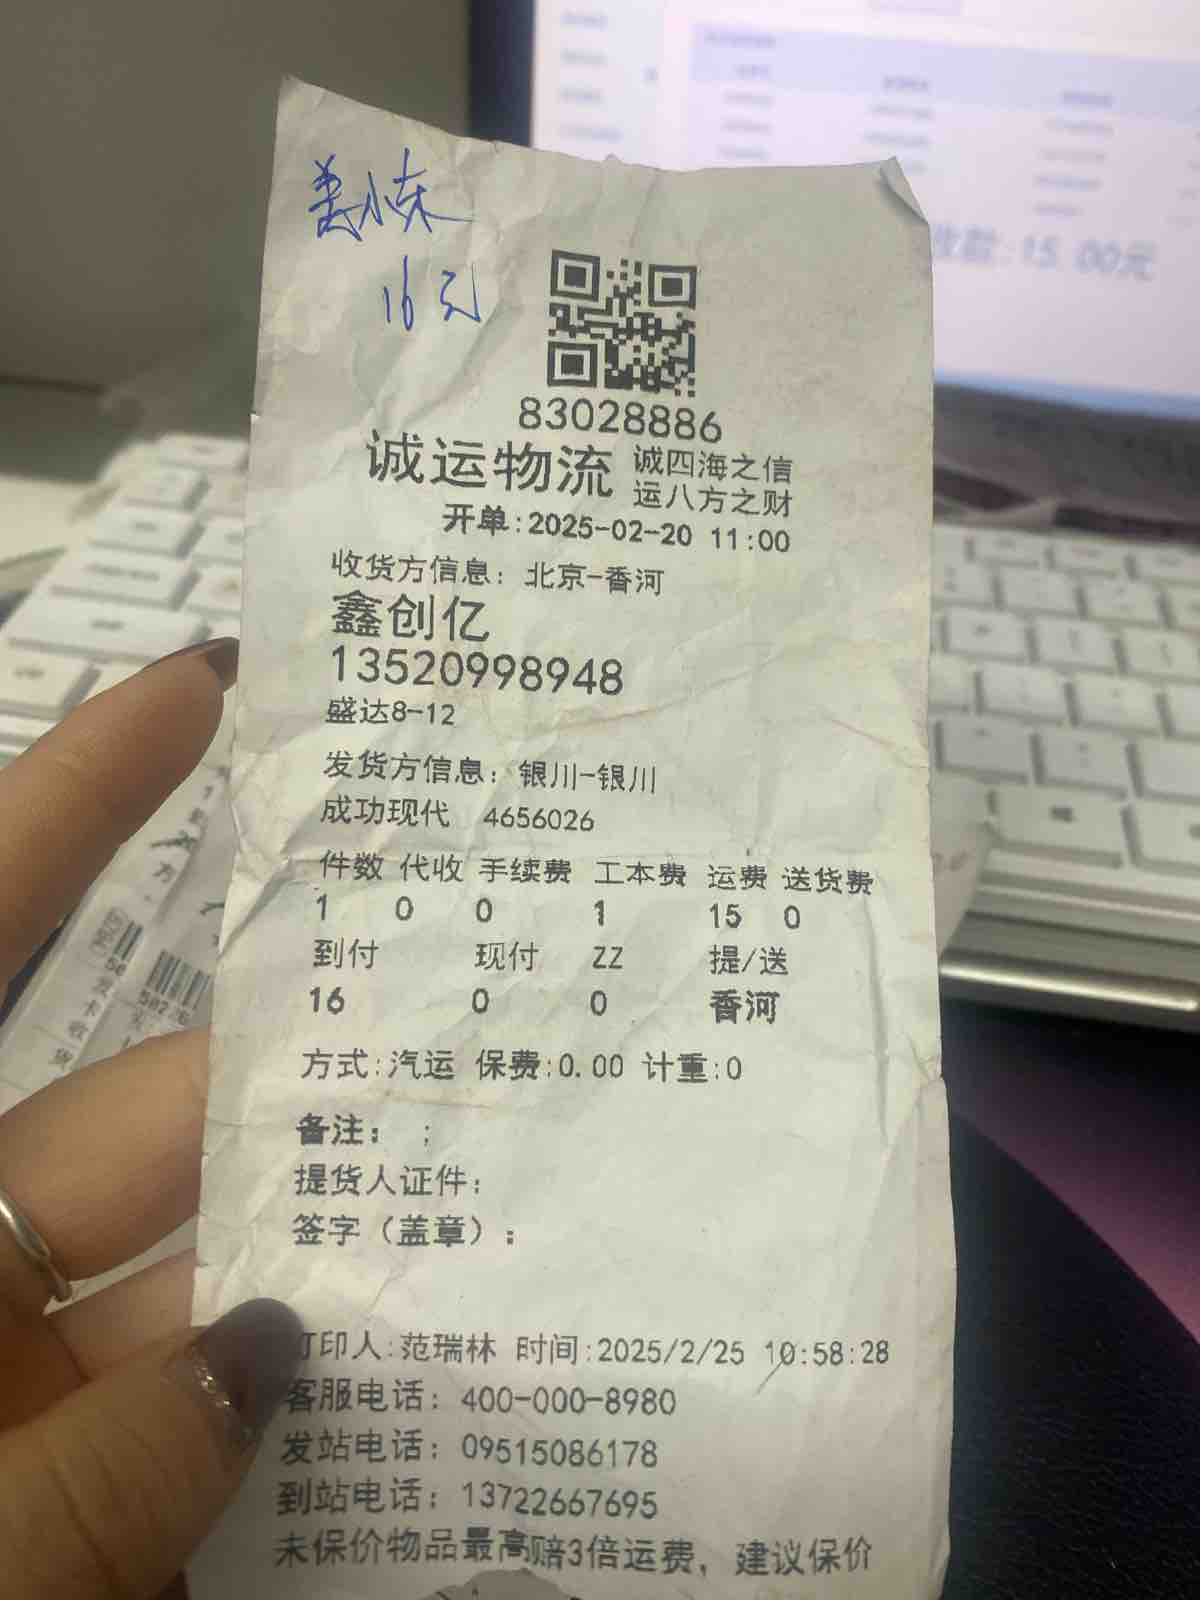 16元
83028886
诚运物流 诚四海之信
运八方之财
开单:2025-02-20 11:00
收货方信息: 北京-香河
鑫创亿
13520998948
盛达8-12
发货方信息: 银川-银川
成功现代 4656026
件数 代收 手续费 工本费 运费 送货费
1 0 0 1 15 0
到付 现付 ZZ 提/送
16 0 0 香河
方式:汽运 保费:0.00 计重:0
备注: ;
提货人证件:
签字（盖章）:
打印人:范瑞林 时间:2025/2/25 10:58:28
客服电话: 400-000-8980
发站电话: 09515086178
到站电话: 13722667695
未保价物品最高赔3倍运费, 建议保价
收款:15.00元